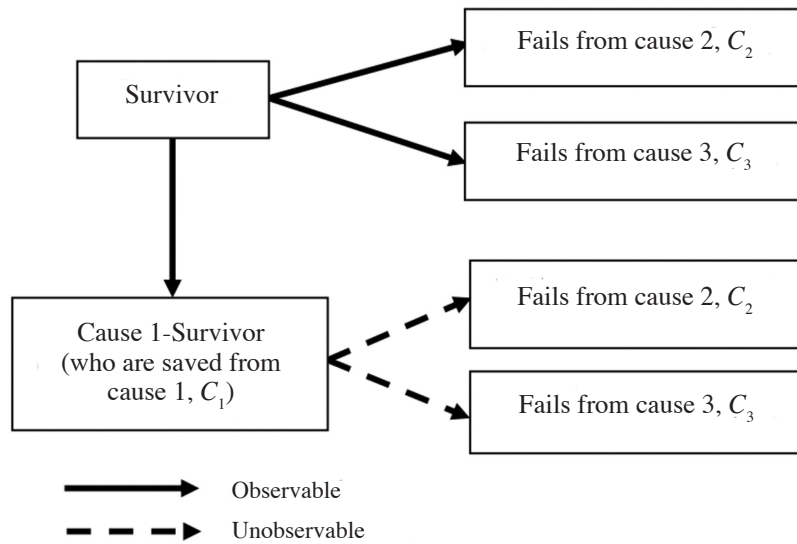 Fails from cause 2, C₂
Survivor
Fails from cause 3, C₃
Fails from cause 2, C₂
Cause 1-Survivor
(who are saved from
cause 1, C₁)
Fails from cause 3, C₃
Observable
Unobservable